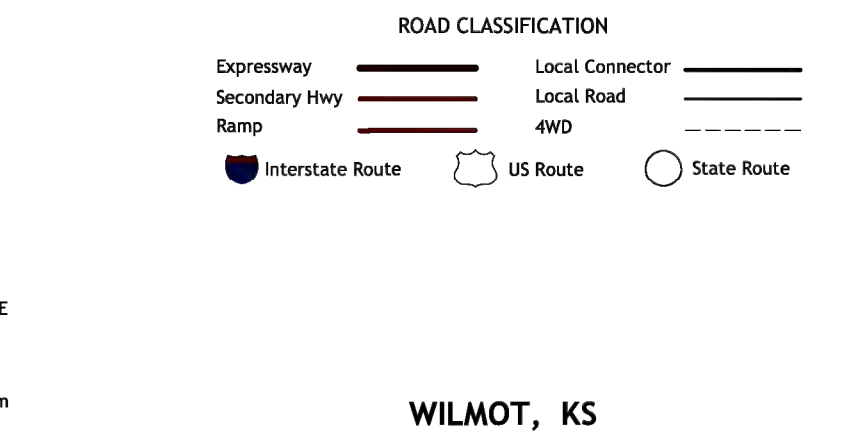 ROAD CLASSIFICATION
Expressway Local Connector
Secondary Hwy Local Road
Ramp 4WD
Interstate Route US Route State Route
E
m
WILMOT, KS